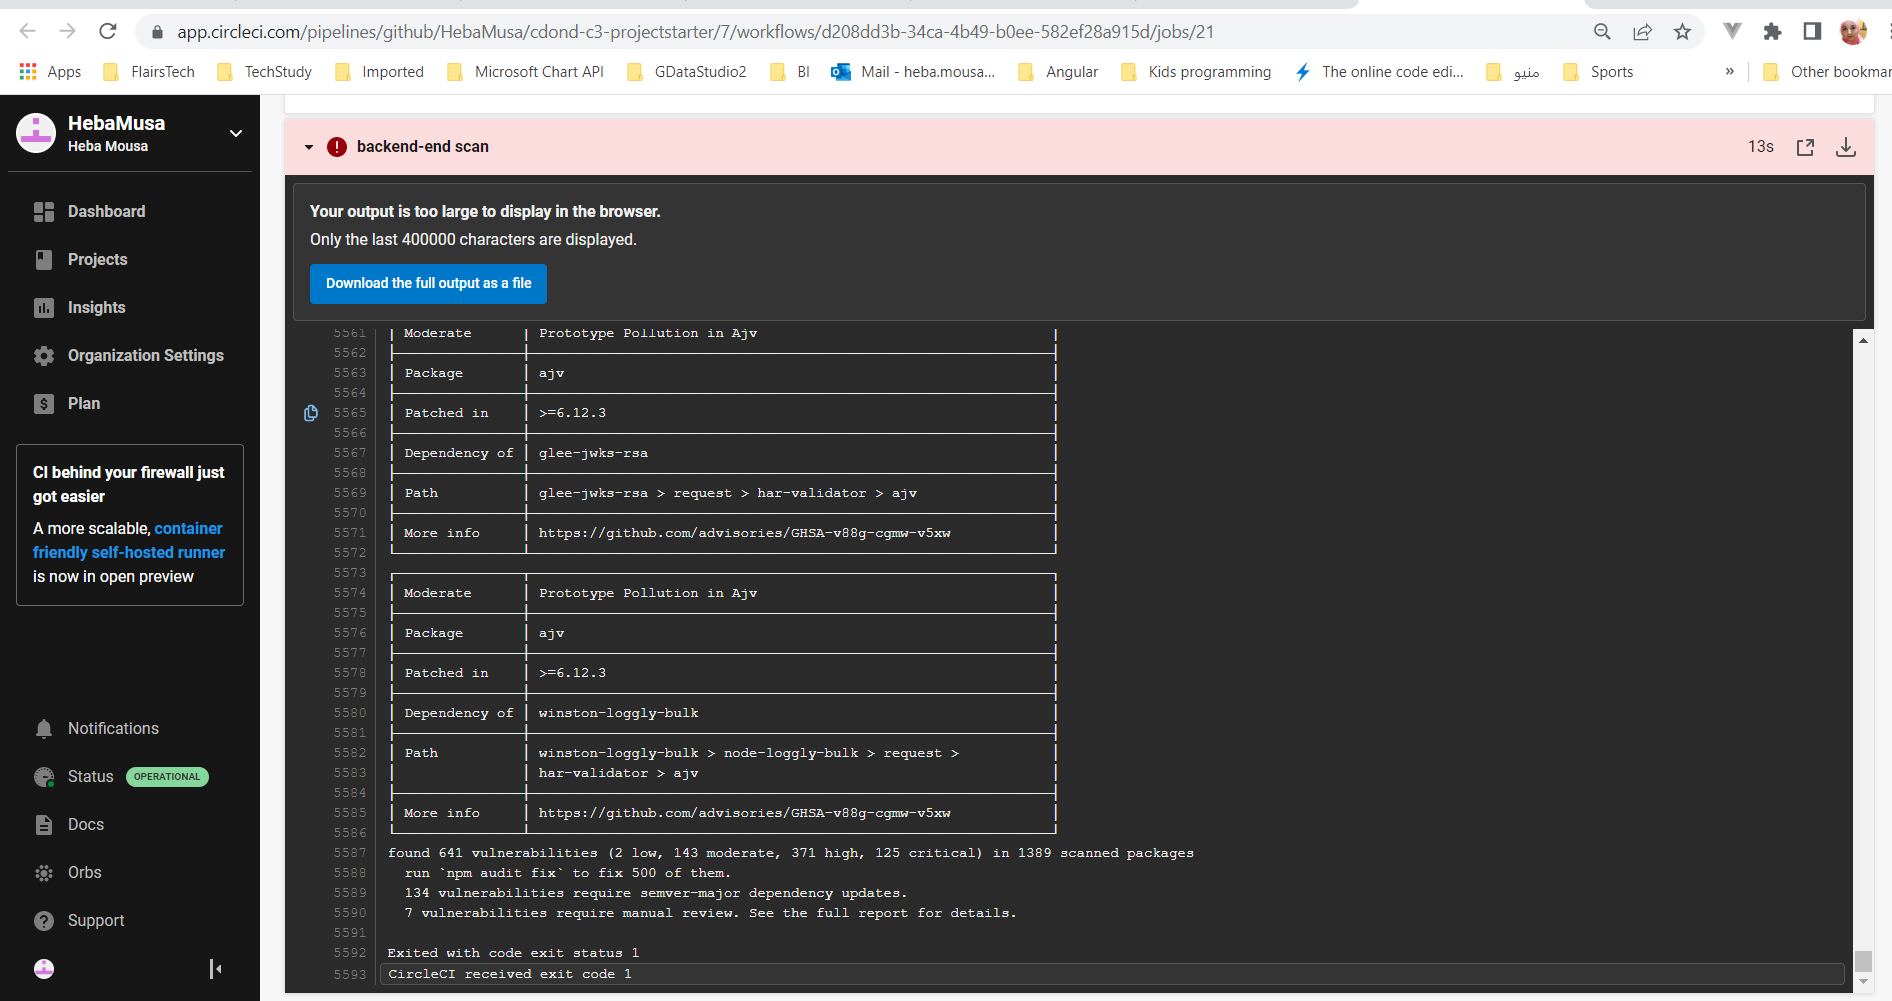 app.circleci.com/pipelines/github/HebaMusa/cdond-c3-projectstarter/7/workflows/d208dd3b-34ca-4b49-b0ee-582ef28a915d/jobs/21
Apps FlairsTech TechStudy Imported Microsoft Chart API GDataStudio2 BI Mail - heba.mousa... Angular Kids programming The online code edi... منيو Sports » Other bookmar
HebaMusa
Heba Mousa
Dashboard
Projects
Insights
Organization Settings
Plan
CI behind your firewall just
got easier
A more scalable, container
friendly self-hosted runner
is now in open preview
Notifications
Status OPERATIONAL
Docs
Orbs
Support
backend-end scan 13s
Your output is too large to display in the browser.
Only the last 400000 characters are displayed.
Download the full output as a file
5561 Moderate Prototype Pollution in Ajv
5562
5563 Package ajv
5564
5565 Patched in >=6.12.3
5566
5567 Dependency of glee-jwks-rsa
5568
5569 Path glee-jwks-rsa > request > har-validator > ajv
5570
5571 More info https://github.com/advisories/GHSA-v88g-cgmw-v5xw
5572
5573
5574 Moderate Prototype Pollution in Ajv
5575
5576 Package ajv
5577
5578 Patched in >=6.12.3
5579
5580 Dependency of winston-loggly-bulk
5581
5582 Path winston-loggly-bulk > node-loggly-bulk > request >
5583 har-validator > ajv
5584
5585 More info https://github.com/advisories/GHSA-v88g-cgmw-v5xw
5586
5587 found 641 vulnerabilities (2 low, 143 moderate, 371 high, 125 critical) in 1389 scanned packages
5588 run `npm audit fix` to fix 500 of them.
5589 134 vulnerabilities require semver-major dependency updates.
5590 7 vulnerabilities require manual review. See the full report for details.
5591
5592 Exited with code exit status 1
5593 CircleCI received exit code 1